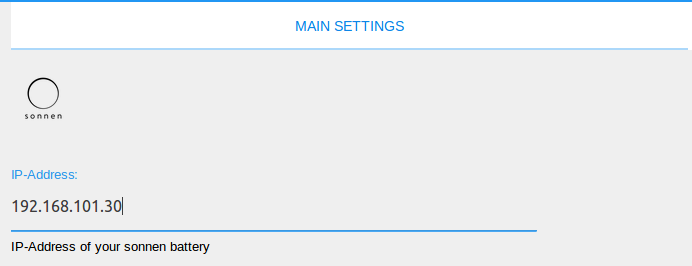 MAIN SETTINGS
sonnen
IP-Address:
192.168.101.30
IP-Address of your sonnen battery